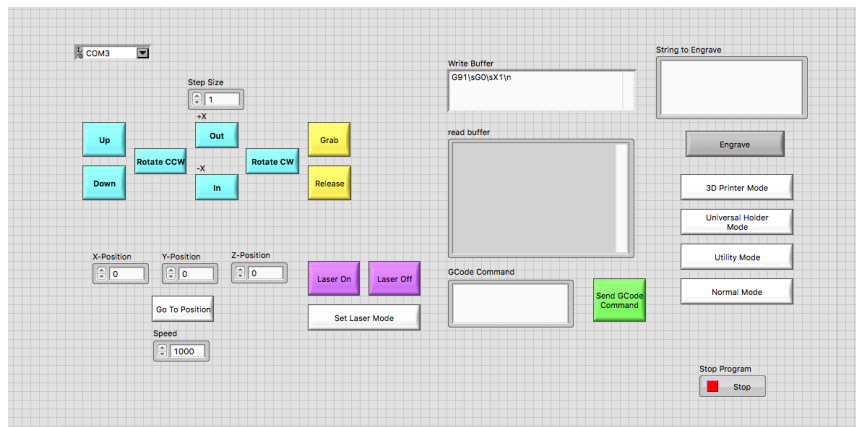 COM3
Step Size
1
+X
Up
Out
Grab
Rotate CCW
Rotate CW
-X
Down
In
Release
X-Position
Y-Position
Z-Position
0
0
0
Laser On
Laser Off
Go To Position
Set Laser Mode
Speed
1000
Write Buffer
G91\sG0\sX1\n
read buffer
GCode Command
Send GCode
Command
String to Engrave
Engrave
3D Printer Mode
Universal Holder
Mode
Utility Mode
Normal Mode
Stop Program
Stop